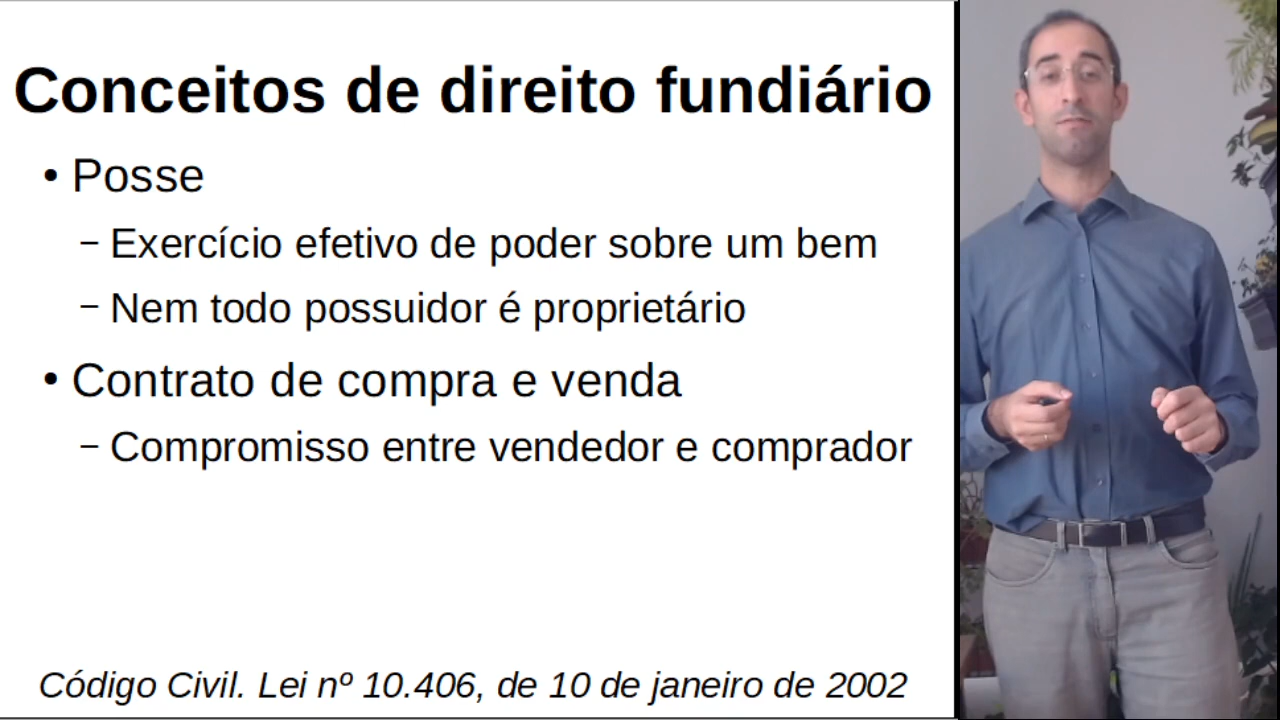 Conceitos de direito fundiário
• Posse
– Exercício efetivo de poder sobre um bem
– Nem todo possuidor é proprietário
• Contrato de compra e venda
– Compromisso entre vendedor e comprador
Código Civil. Lei nº 10.406, de 10 de janeiro de 2002